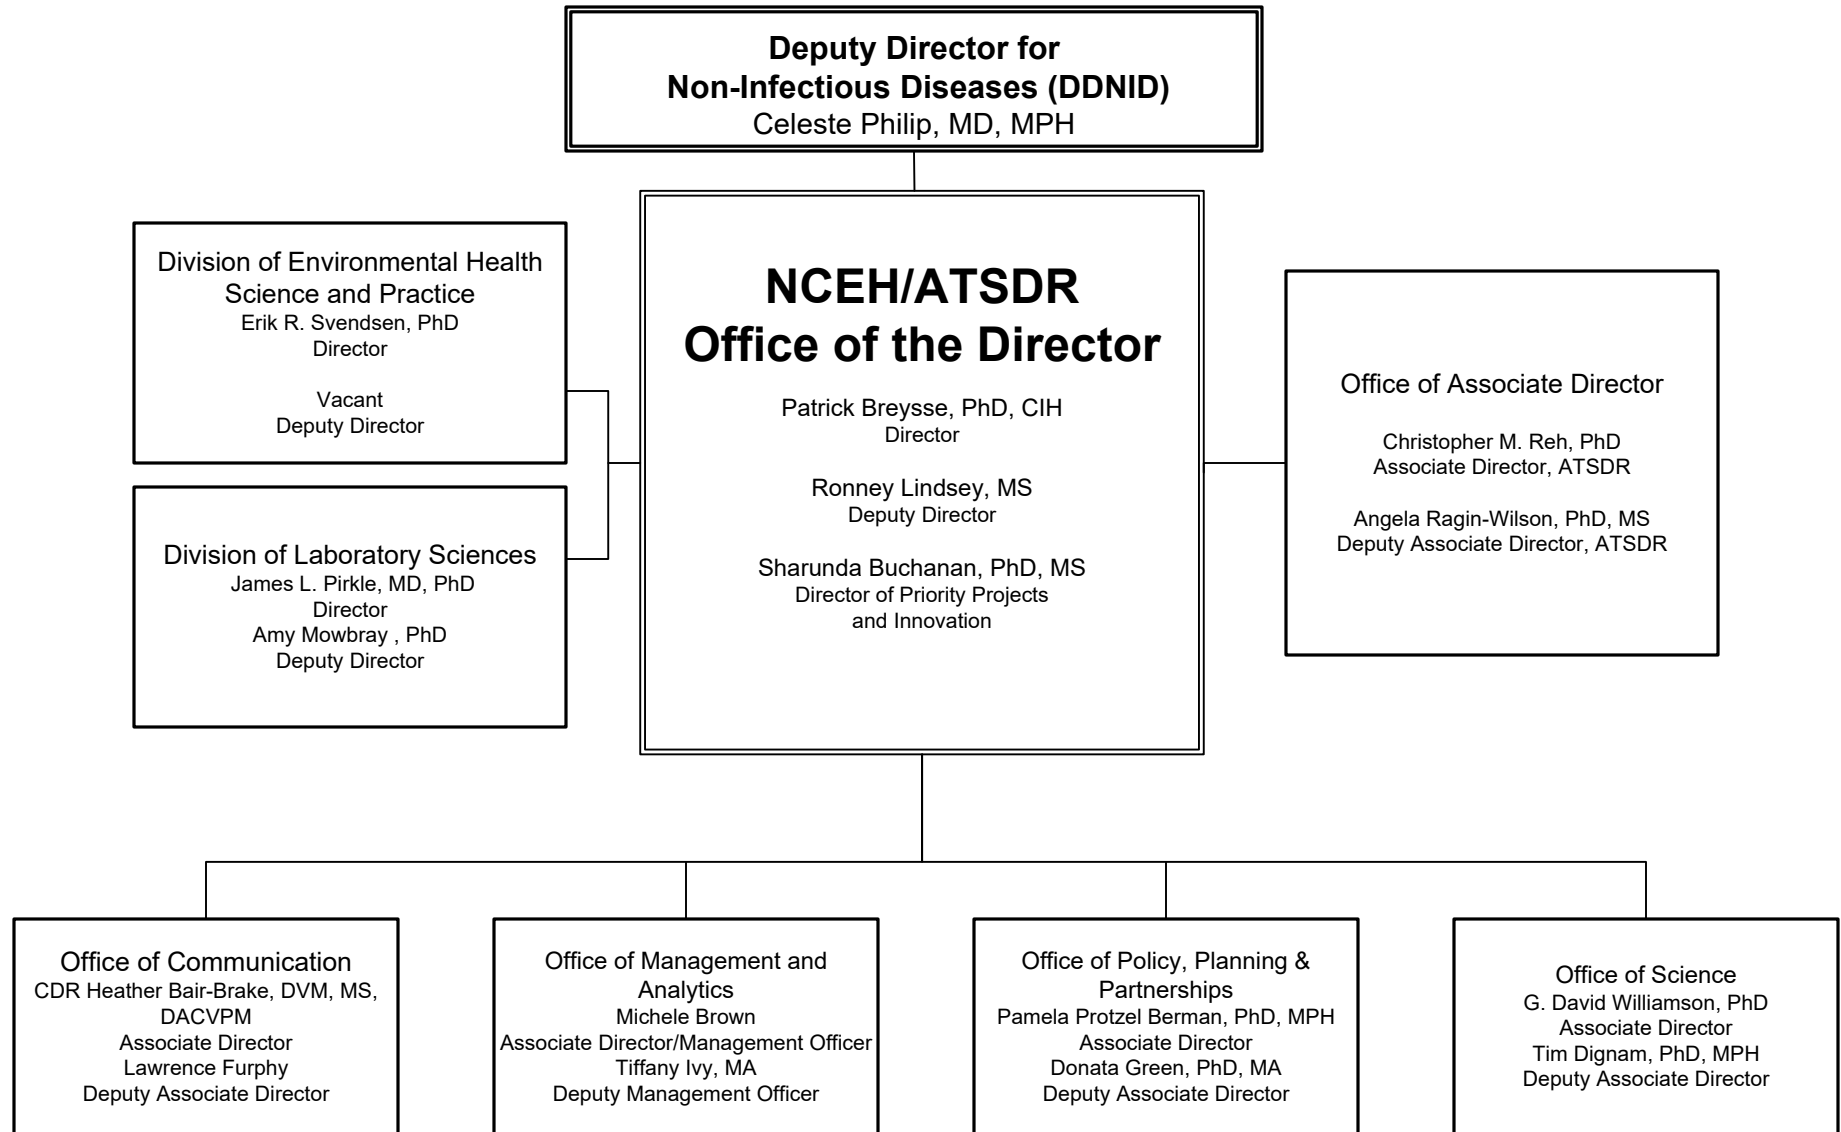 Deputy Director for
Non-Infectious Diseases (DDNID)
Celeste Philip, MD, MPH
Division of Environmental Health
Science and Practice
Erik R. Svendsen, PhD
Director
Vacant
Deputy Director
Division of Laboratory Sciences
James L. Pirkle, MD, PhD
Director
Amy Mowbray , PhD
Deputy Director
NCEH/ATSDR
Office of the Director
Patrick Breysse, PhD, CIH
Director
Ronney Lindsey, MS
Deputy Director
Sharunda Buchanan, PhD, MS
Director of Priority Projects
and Innovation
Office of Associate Director
Christopher M. Reh, PhD
Associate Director, ATSDR
Angela Ragin-Wilson, PhD, MS
Deputy Associate Director, ATSDR
Office of Communication
CDR Heather Bair-Brake, DVM, MS,
DACVPM
Associate Director
Lawrence Furphy
Deputy Associate Director
Office of Management and
Analytics
Michele Brown
Associate Director/Management Officer
Tiffany Ivy, MA
Deputy Management Officer
Office of Policy, Planning &
Partnerships
Pamela Protzel Berman, PhD, MPH
Associate Director
Donata Green, PhD, MA
Deputy Associate Director
Office of Science
G. David Williamson, PhD
Associate Director
Tim Dignam, PhD, MPH
Deputy Associate Director